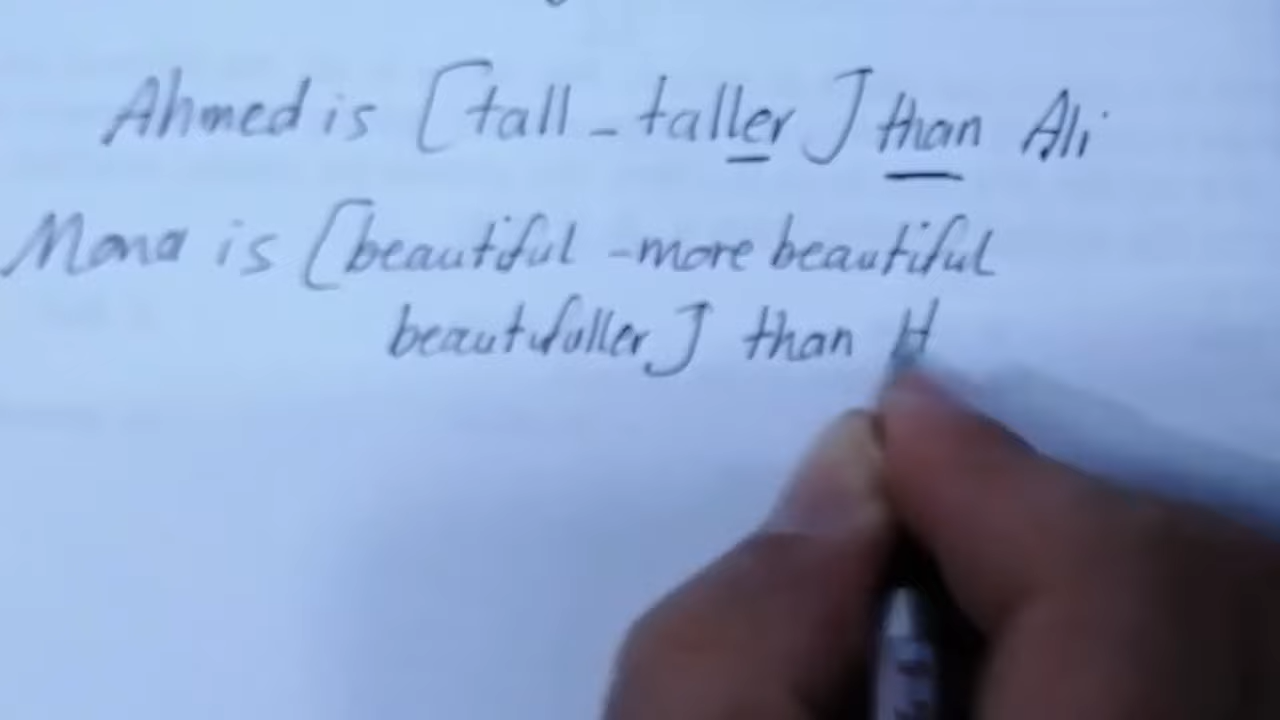 Ahmed is [tall - taller] than Ali
Mona is [beautiful - more beautiful
beautifuller] than H